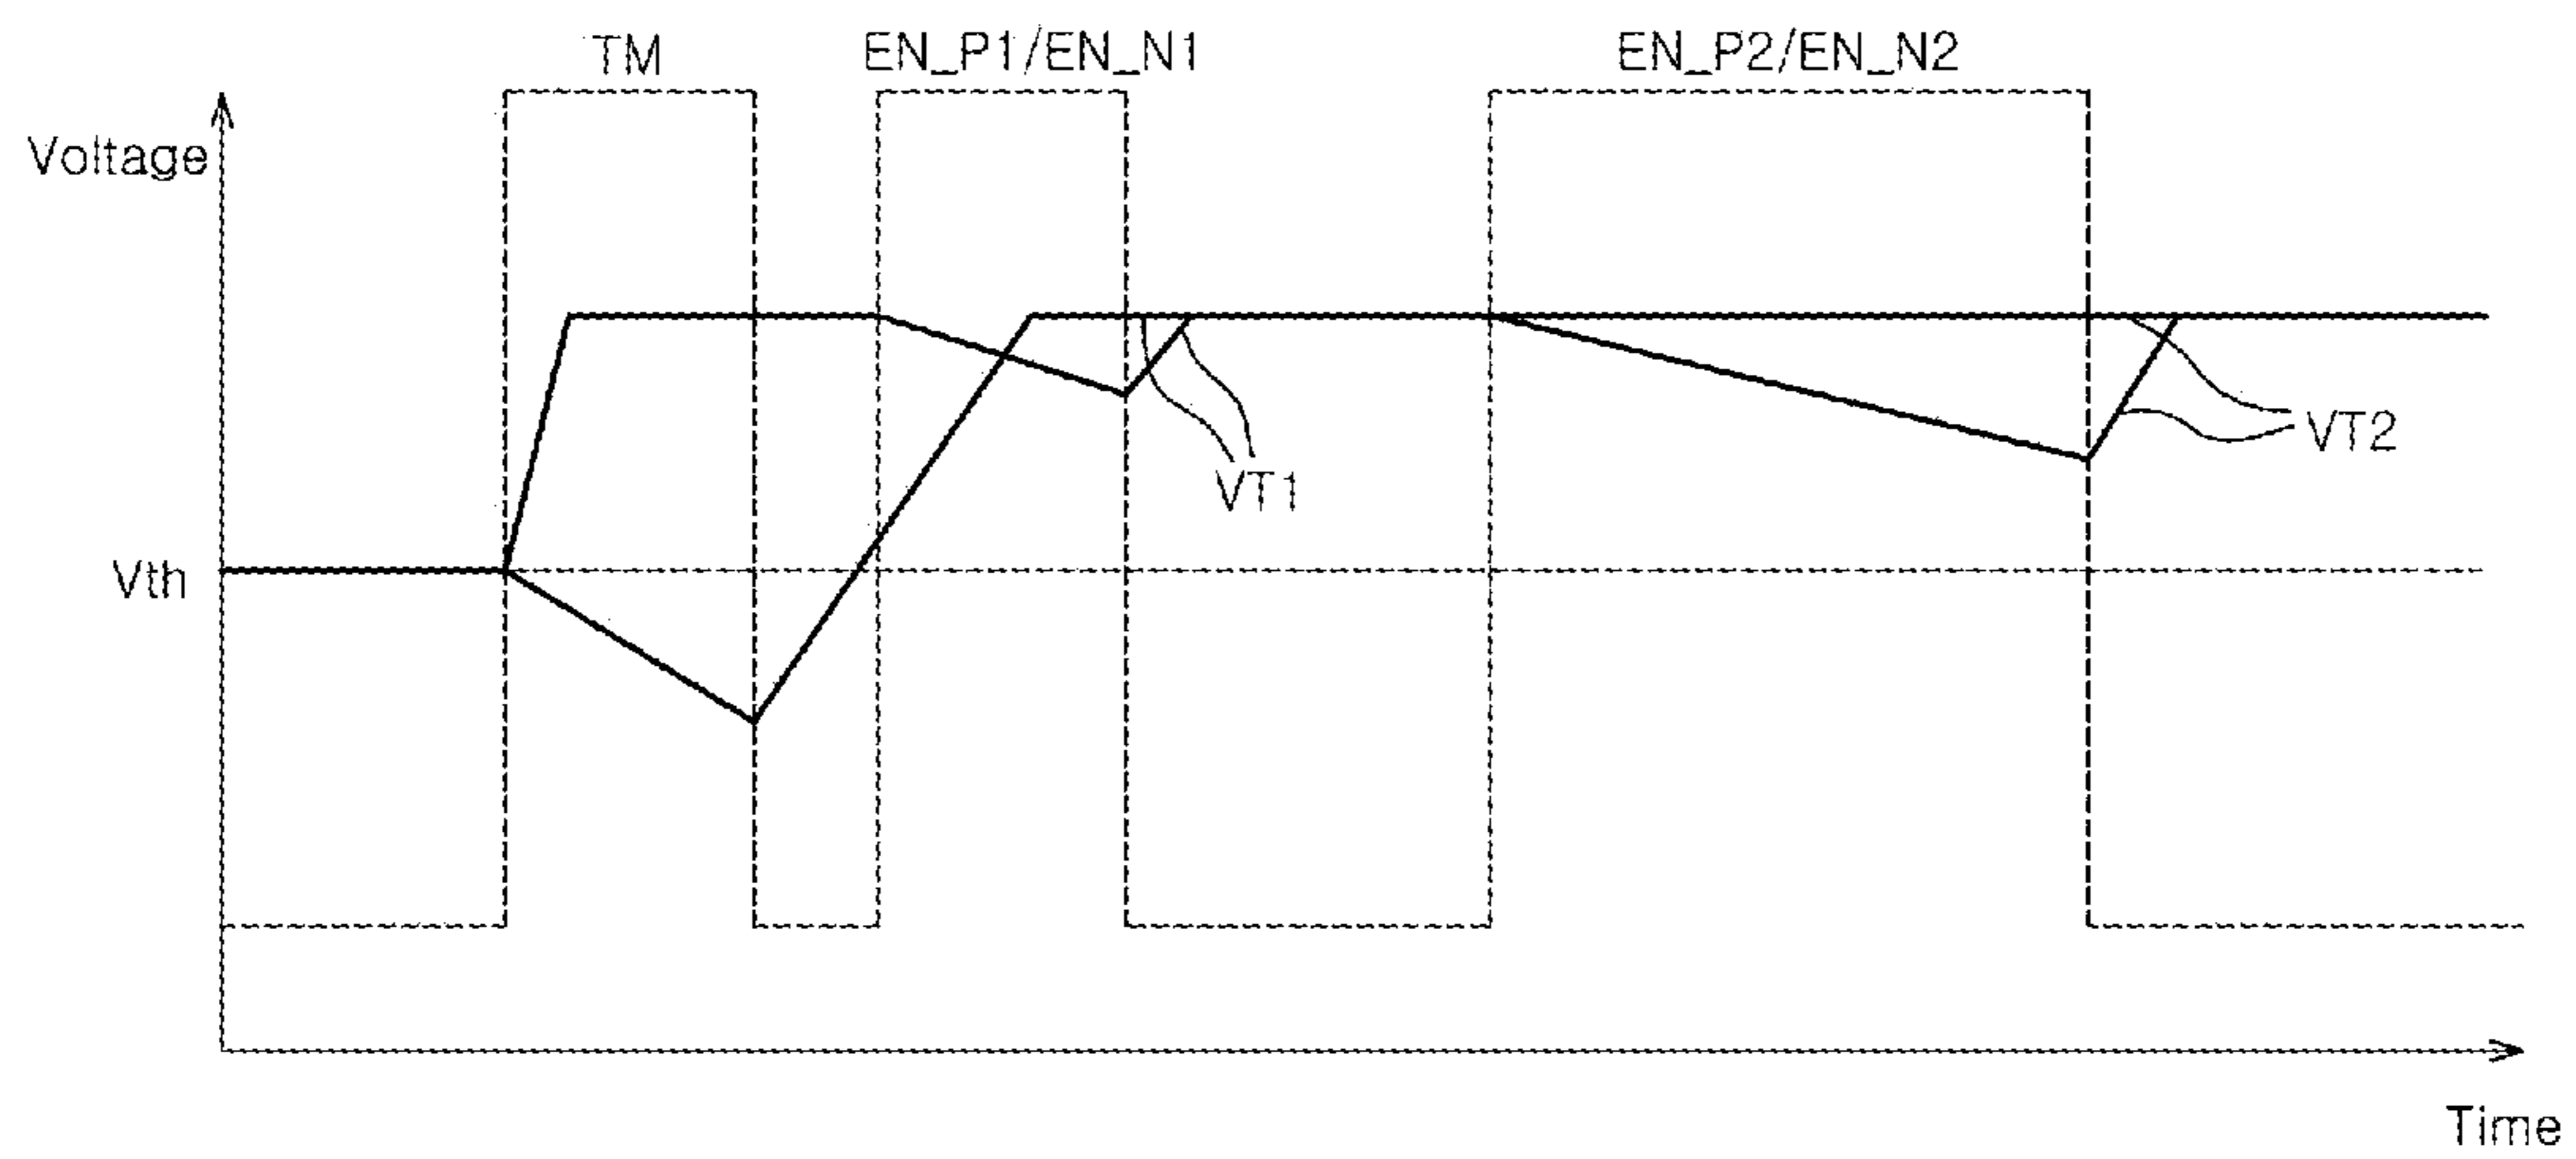 TM
EN_P1/EN_N1
EN_P2/EN_N2
Voltage
VT2
VT1
Vth
Time